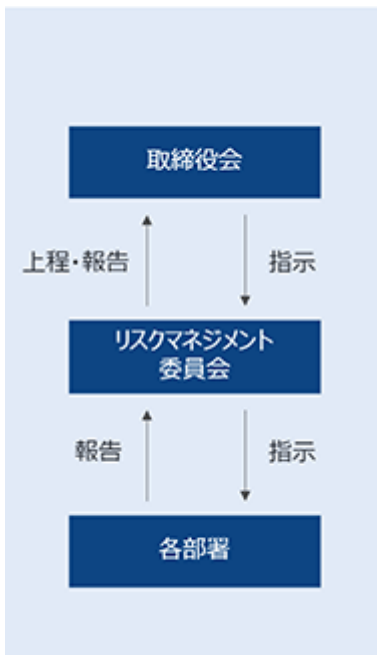 取締役会
上程・報告
指示
リスクマネジメント
委員会
報告
指示
各部署